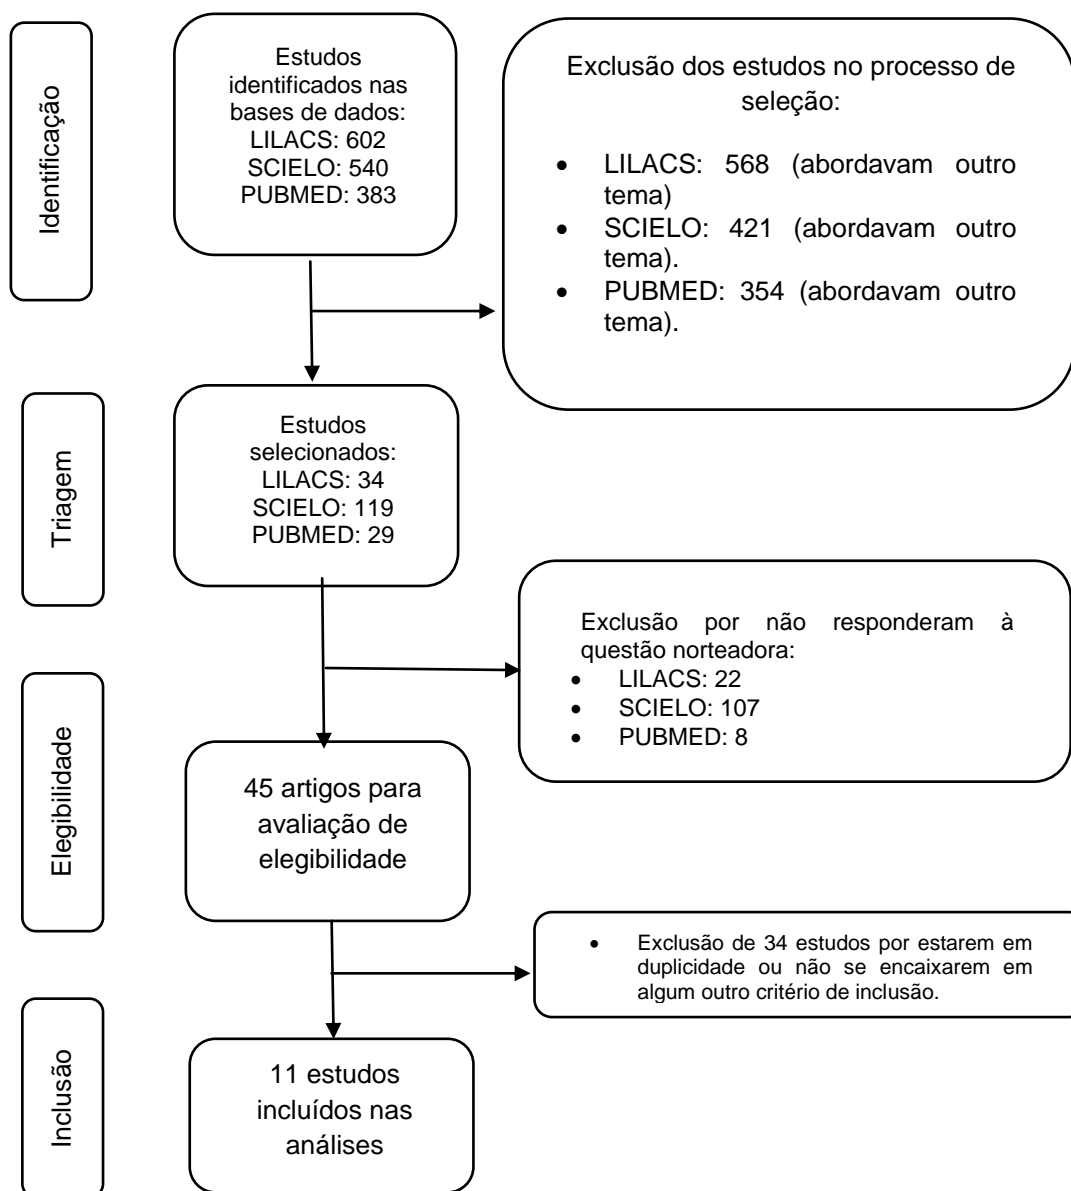 Identificação
Estudos
identificados nas
bases de dados:
LILACS: 602
SCIELO: 540
PUBMED: 383
Exclusão dos estudos no processo de
seleção:
• LILACS: 568 (abordavam outro
tema)
• SCIELO: 421 (abordavam outro
tema).
• PUBMED: 354 (abordavam outro
tema).
Triagem
Estudos
selecionados:
LILACS: 34
SCIELO: 119
PUBMED: 29
Exclusão por não responderam à
questão norteadora:
• LILACS: 22
• SCIELO: 107
• PUBMED: 8
Elegibilidade
45 artigos para
avaliação de
elegibilidade
• Exclusão de 34 estudos por estarem em
duplicidade ou não se encaixarem em
algum outro critério de inclusão.
Inclusão
11 estudos
incluídos nas
análises